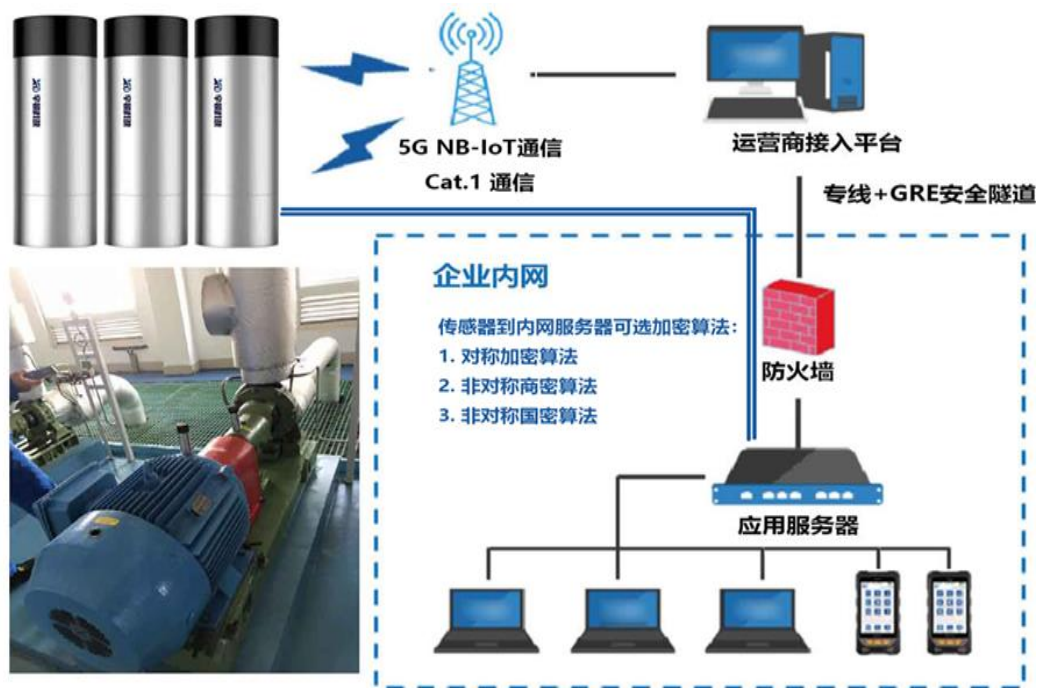 5G NB-IoT通信
Cat.1 通信
运营商接入平台
专线+GRE安全隧道
企业内网
传感器到内网服务器可选加密算法：
1. 对称加密算法
2. 非对称商密算法
3. 非对称国密算法
防火墙
应用服务器